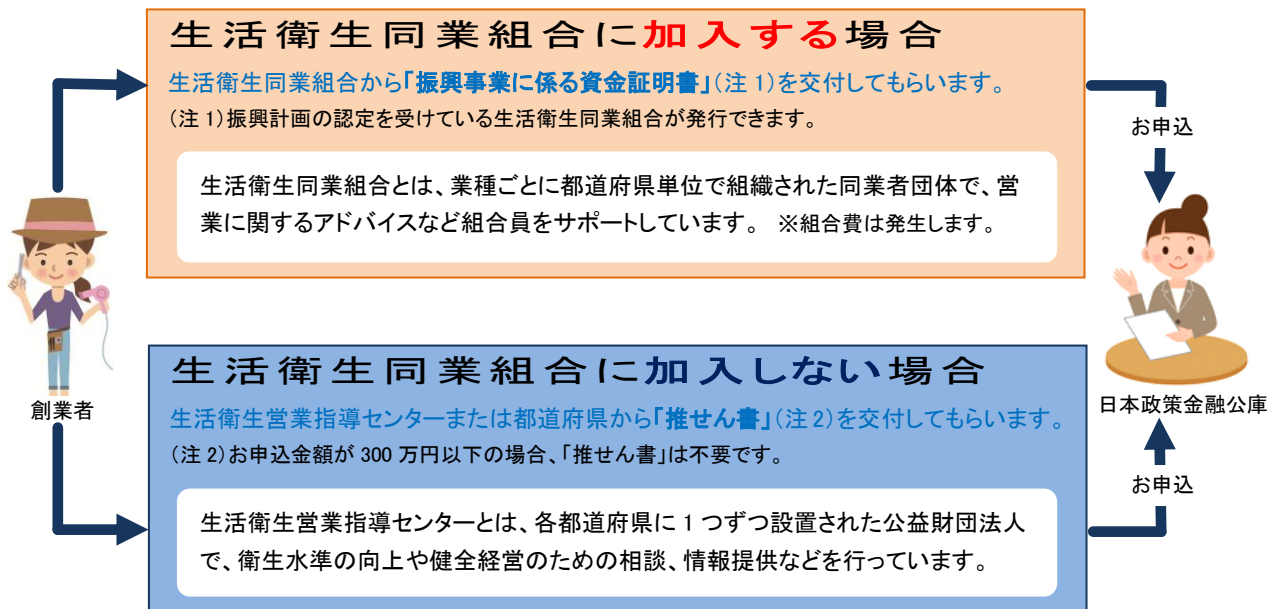 生活衛生同業組合に加入する場合
生活衛生同業組合から「振興事業に係る資金証明書」(注1)を交付してもらいます。
(注1)振興計画の認定を受けている生活衛生同業組合が発行できます。
生活衛生同業組合とは、業種ごとに都道府県単位で組織された同業者団体で、営
業に関するアドバイスなど組合員をサポートしています。 ※組合費は発生します。
お申込
創業者
日本政策金融公庫
生活衛生同業組合に加入しない場合
生活衛生営業指導センターまたは都道府県から「推せん書」(注2)を交付してもらいます。
(注2)お申込金額が300万円以下の場合、「推せん書」は不要です。
生活衛生営業指導センターとは、各都道府県に1つずつ設置された公益財団法人
で、衛生水準の向上や健全経営のための相談、情報提供などを行っています。
お申込